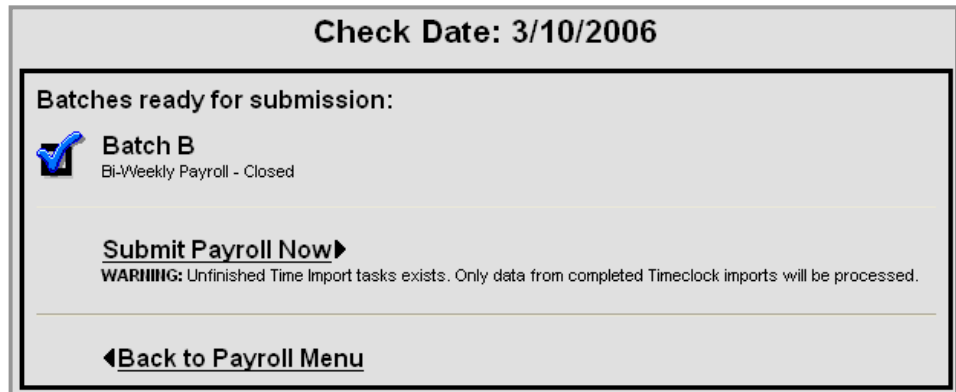 Check Date: 3/10/2006
Batches ready for submission:
Batch B
Bi-Weekly Payroll - Closed
Submit Payroll Now
WARNING: Unfinished Time Import tasks exists. Only data from completed Timeclock imports will be processed.
Back to Payroll Menu